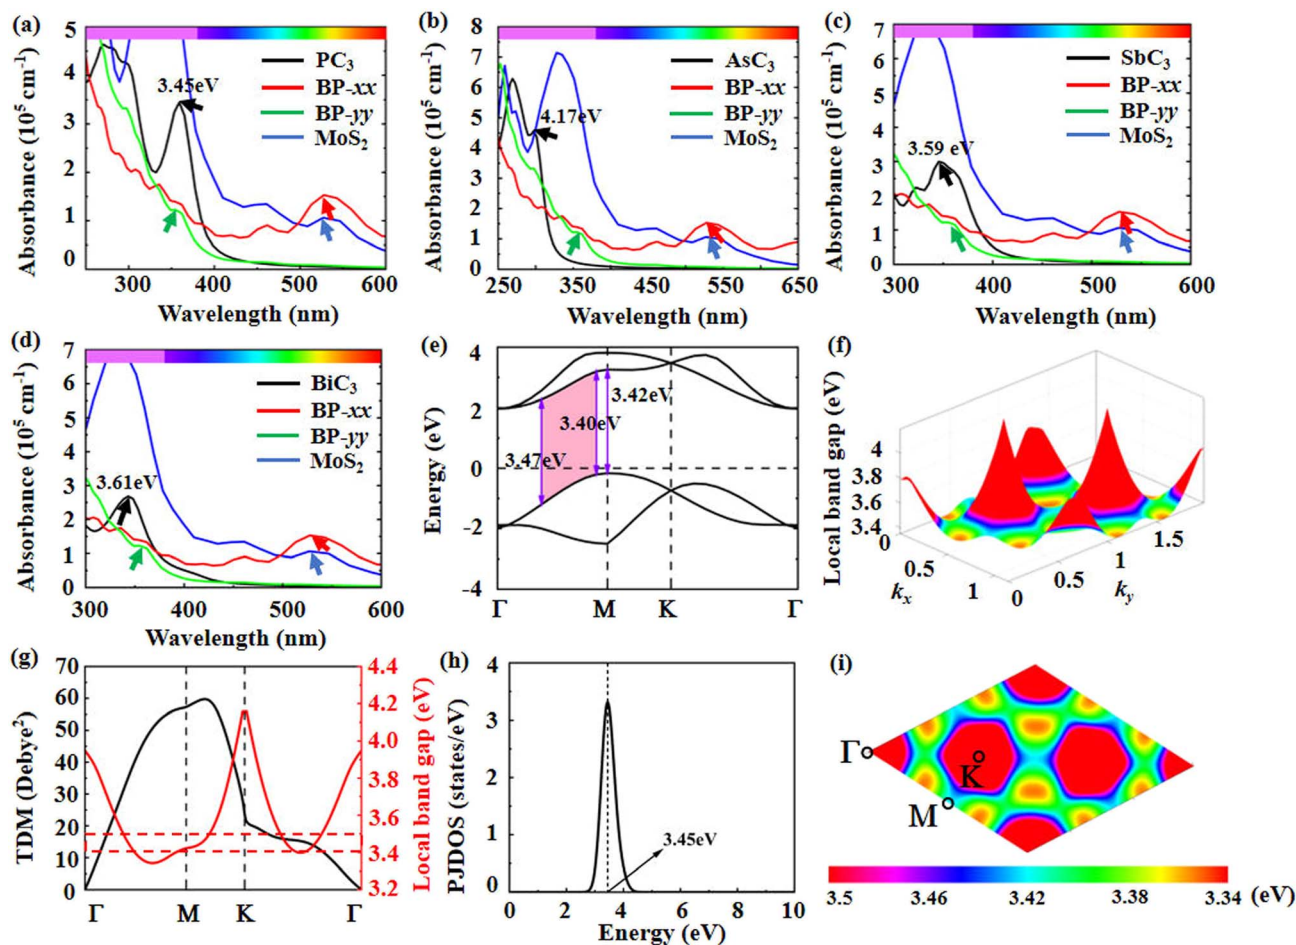 (a)
5
4
3
2
1
0
Absorbance (10⁵ cm⁻¹)
300 400 500 600
Wavelength (nm)
3.45eV
PC₃
BP-xx
BP-yy
MoS₂
(b)
8
7
6
5
4
3
2
1
0
Absorbance (10⁵ cm⁻¹)
250 300 350 400 450 500 550 600 650
Wavelength (nm)
4.17eV
AsC₃
BP-xx
BP-yy
MoS₂
(c)
7
6
5
4
3
2
1
0
Absorbance (10⁵ cm⁻¹)
300 400 500 600
Wavelength (nm)
3.59 eV
SbC₃
BP-xx
BP-yy
MoS₂
(d)
7
6
5
4
3
2
1
0
Absorbance (10⁵ cm⁻¹)
300 400 500 600
Wavelength (nm)
3.61eV
BiC₃
BP-xx
BP-yy
MoS₂
(e)
4
2
0
-2
-4
Energy (eV)
Γ M K Γ
3.42eV
3.40eV
3.47eV
(f)
Local band gap (eV)
4
3.8
3.6
3.4
0
0.5
1
kₓ
0
0.5
1
1.5
k_y
(g)
70
60
50
40
30
20
10
0
TDM (Debye²)
Γ M K Γ
4.4
4.2
4.0
3.8
3.6
3.4
3.2
Local band gap (eV)
(h)
4
3
2
1
0
PJDOS (states/eV)
3.45eV
0 2 4 6 8 10
Energy (eV)
(i)
Γ
K
M
3.5 3.46 3.42 3.38 3.34 (eV)